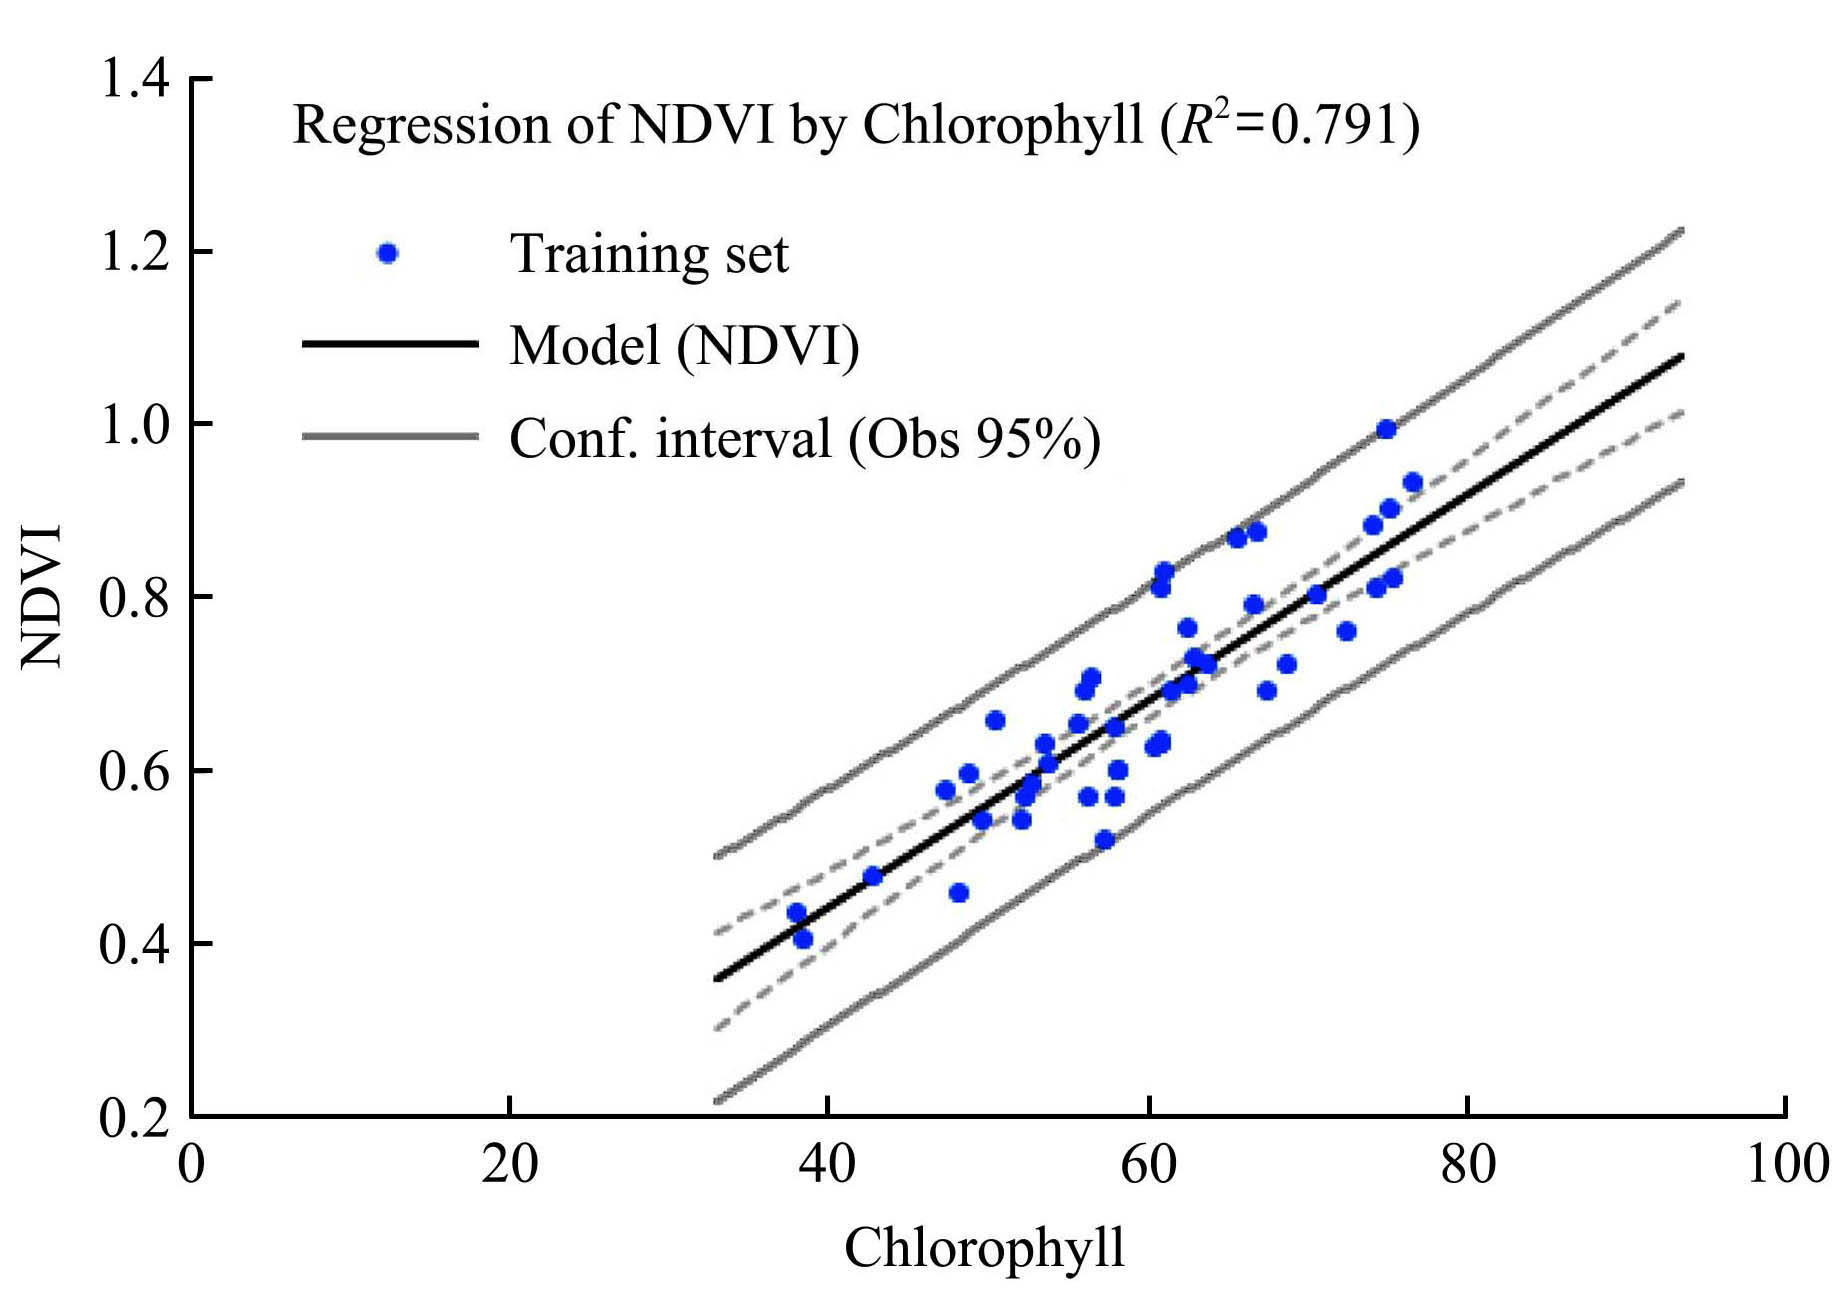 1.4
Regression of NDVI by Chlorophyll (R²=0.791)
1.2
Training set
Model (NDVI)
1.0
Conf. interval (Obs 95%)
NDVI
0.8
0.6
0.4
0.2
0 20 40 60 80 100
Chlorophyll